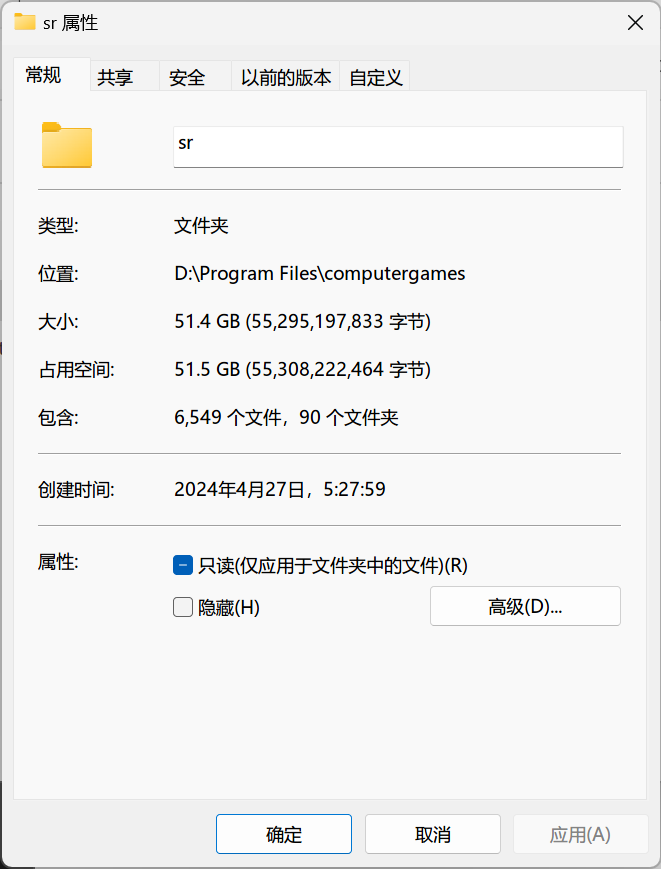 sr 属性
常规 共享 安全 以前的版本 自定义
sr
类型: 文件夹
位置: D:\Program Files\computergames
大小: 51.4 GB (55,295,197,833 字节)
占用空间: 51.5 GB (55,308,222,464 字节)
包含: 6,549 个文件，90 个文件夹
创建时间: 2024年4月27日，5:27:59
属性: 只读(仅应用于文件夹中的文件)(R)
隐藏(H) 高级(D)...
确定 取消 应用(A)